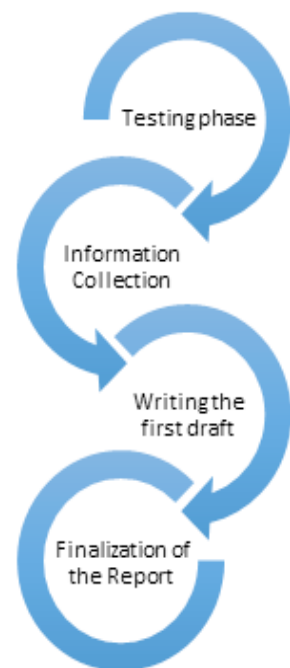 Testing phase
Information
Collection
Writing the
first draft
Finalization of
the Report